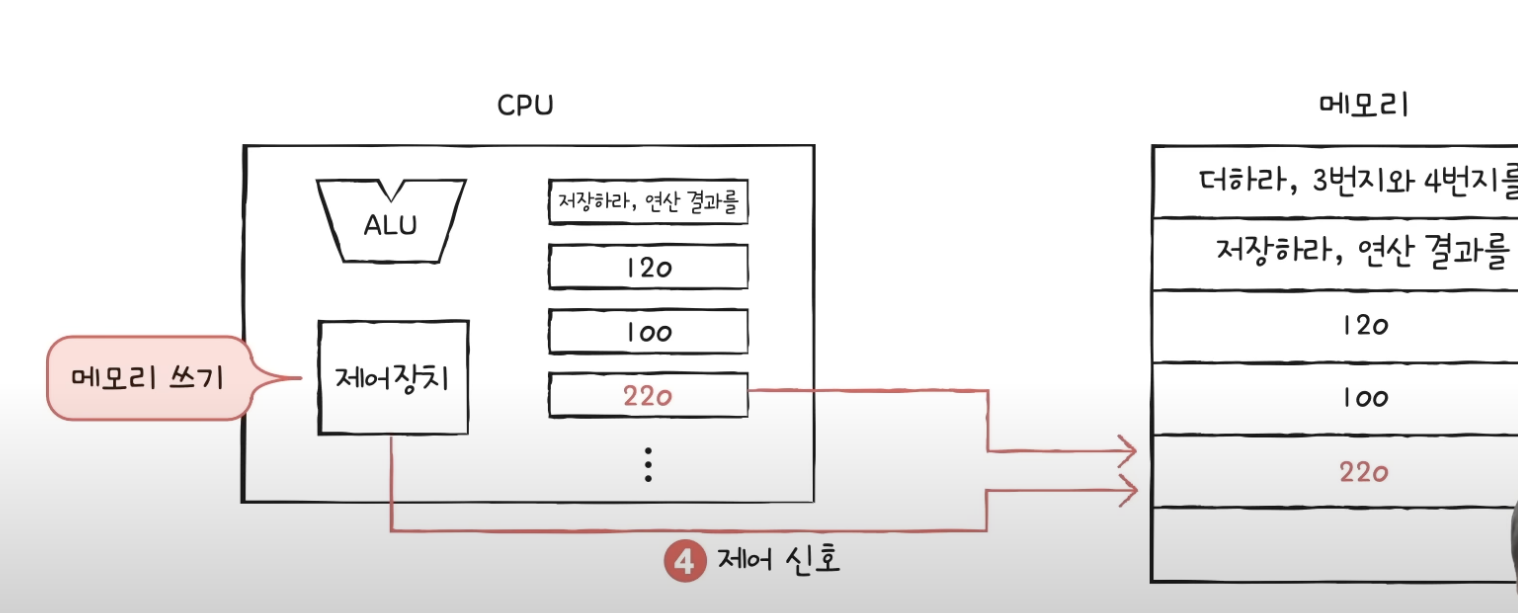 CPU
메모리
ALU
저장하라, 연산 결과를
120
100
220
제어장치
메모리 쓰기
4 제어 신호
더하라, 3번지와 4번지를
저장하라, 연산 결과를
120
100
220